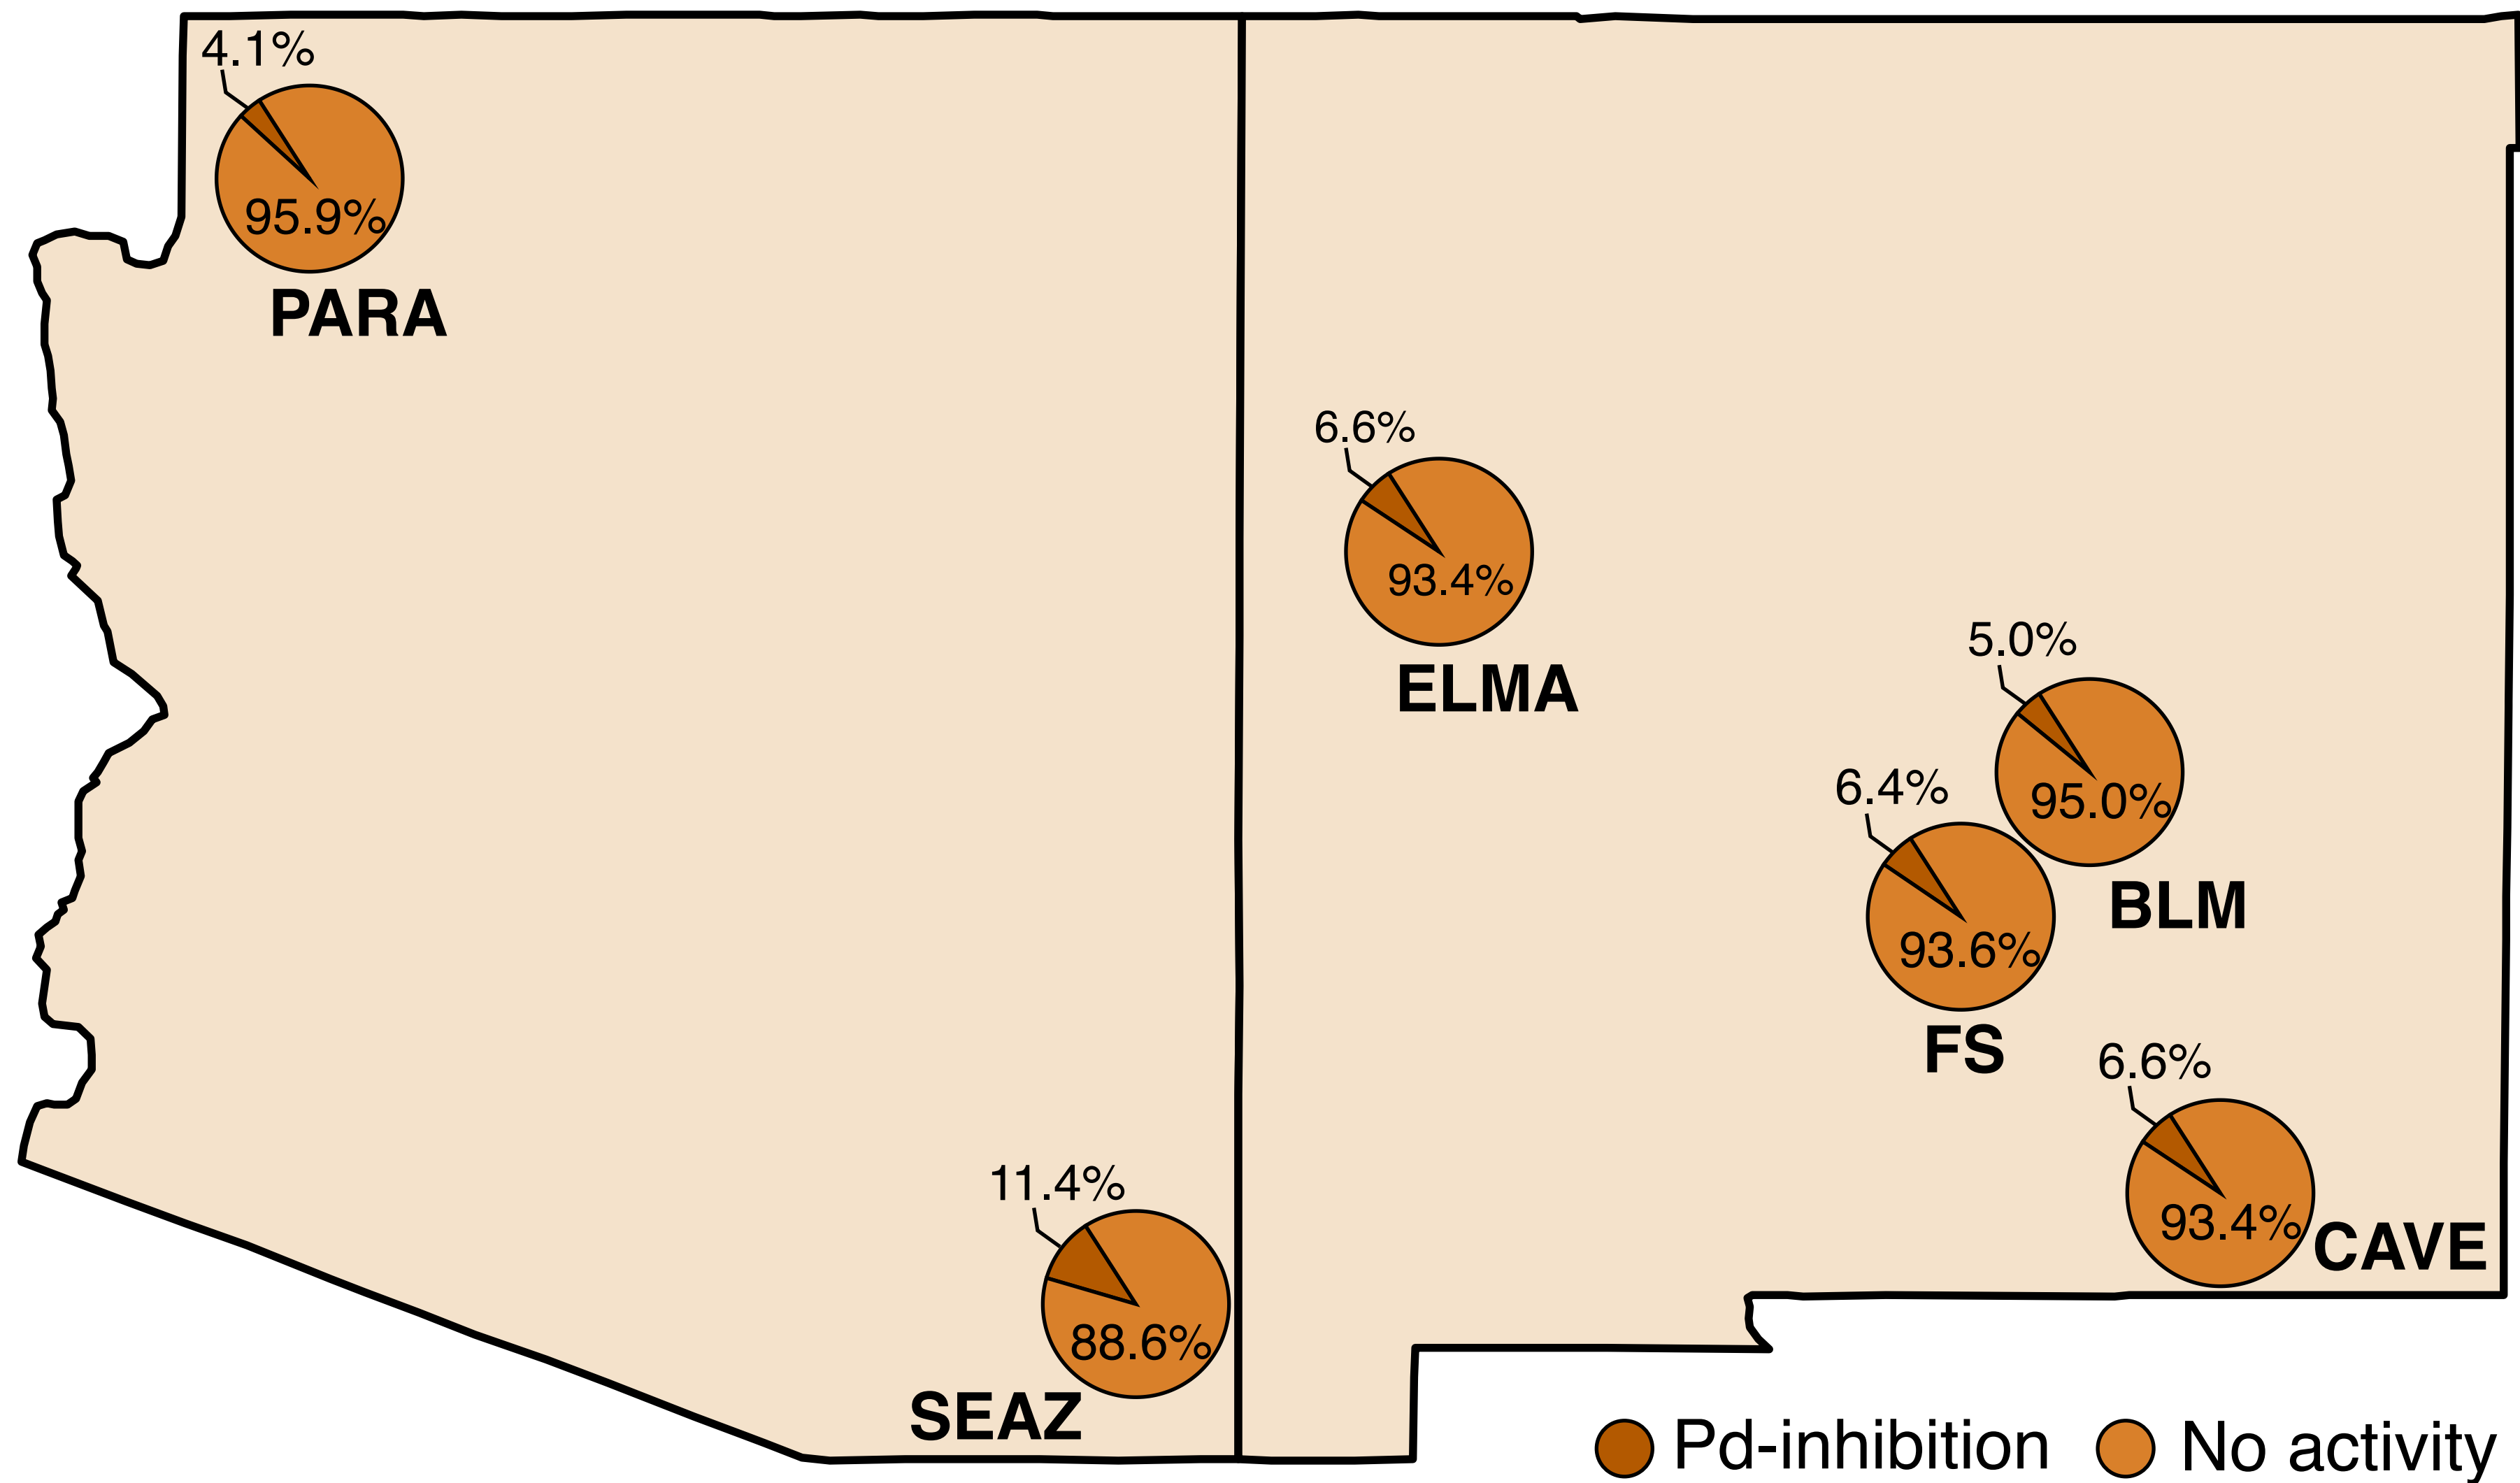 4.1%
95.9%
PARA
6.6%
93.4%
ELMA
5.0%
95.0%
BLM
6.4%
93.6%
FS
6.6%
93.4%
CAVE
11.4%
88.6%
SEAZ
Pd-inhibition
No activity